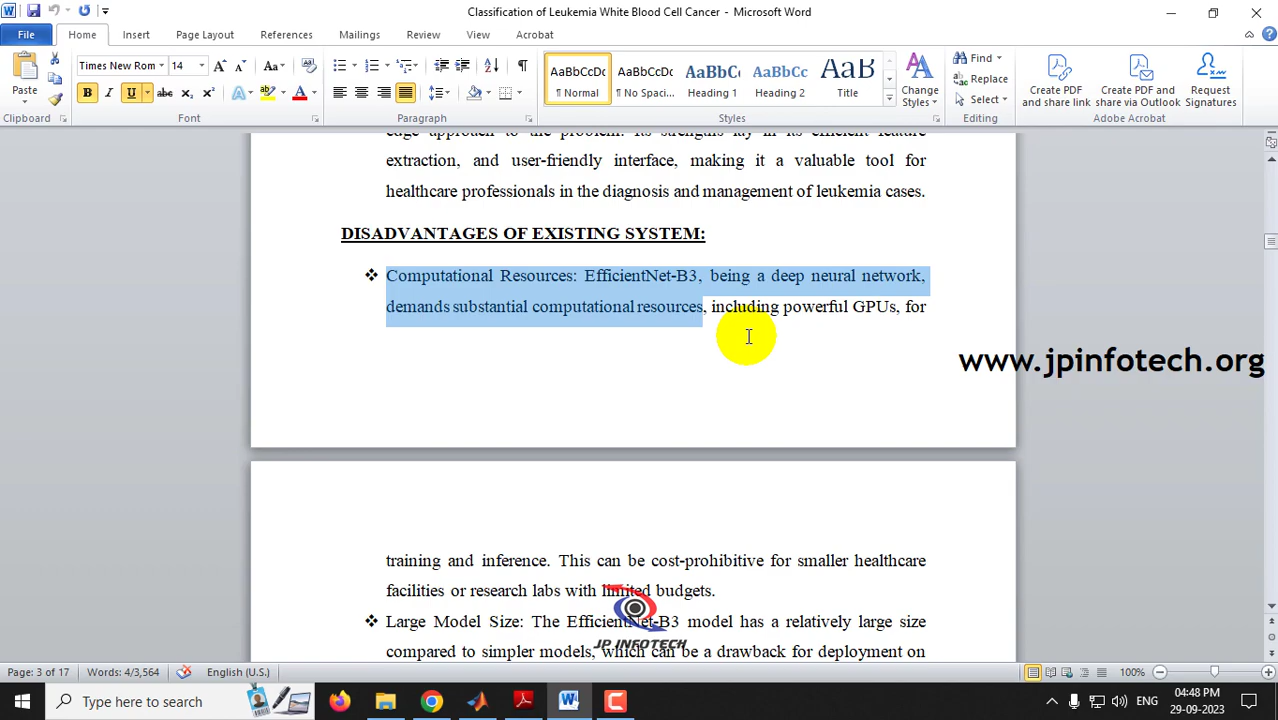 Classification of Leukemia White Blood Cell Cancer - Microsoft Word
File Home Insert Page Layout References Mailings Review View Acrobat
Times New Rom 14 Aa
AaBbCcDc AaBbCcDc AaBbC AaBbCc AaB
¶ Normal ¶ No Spaci... Heading 1 Heading 2 Title
Paste
B I U abc x₂ x²
Change Styles
Find
Replace
Select
Create PDF and share link
Create PDF and share via Outlook
Request Signatures
Clipboard Font Paragraph Styles Editing Adobe Acrobat
edge approach to the problem. Its strengths lay in its efficient feature
extraction, and user-friendly interface, making it a valuable tool for
healthcare professionals in the diagnosis and management of leukemia cases.
DISADVANTAGES OF EXISTING SYSTEM:
❖ Computational Resources: EfficientNet-B3, being a deep neural network,
demands substantial computational resources, including powerful GPUs, for
www.jpinfotech.org
training and inference. This can be cost-prohibitive for smaller healthcare
facilities or research labs with limited budgets.
❖ Large Model Size: The EfficientNet-B3 model has a relatively large size
JP INFOTECH
compared to simpler models, which can be a drawback for deployment on
Page: 3 of 17 Words: 4/3,564 English (U.S.) 100%
Type here to search
ENG
04:48 PM
29-09-2023